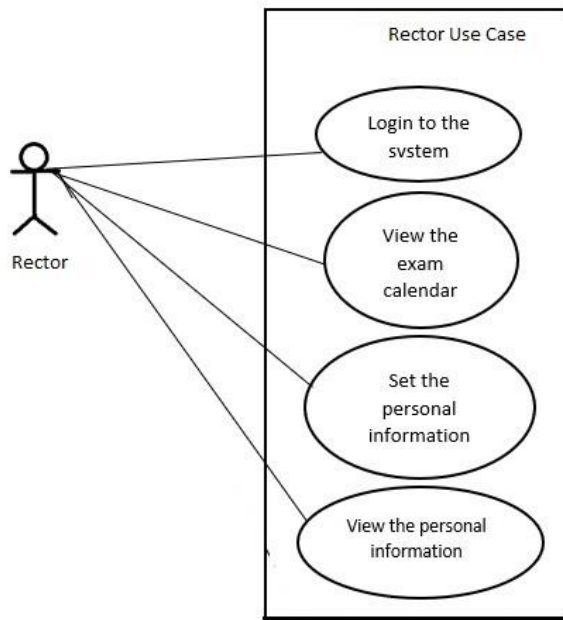 Rector Use Case
Login to the
svstem
View the
exam
calendar
Rector
Set the
personal
information
View the personal
information